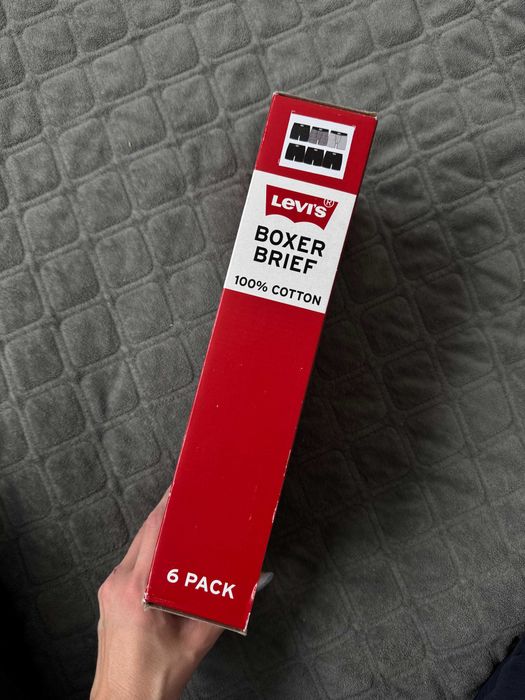 Levi's®
BOXER
BRIEF
100% COTTON
6 PACK